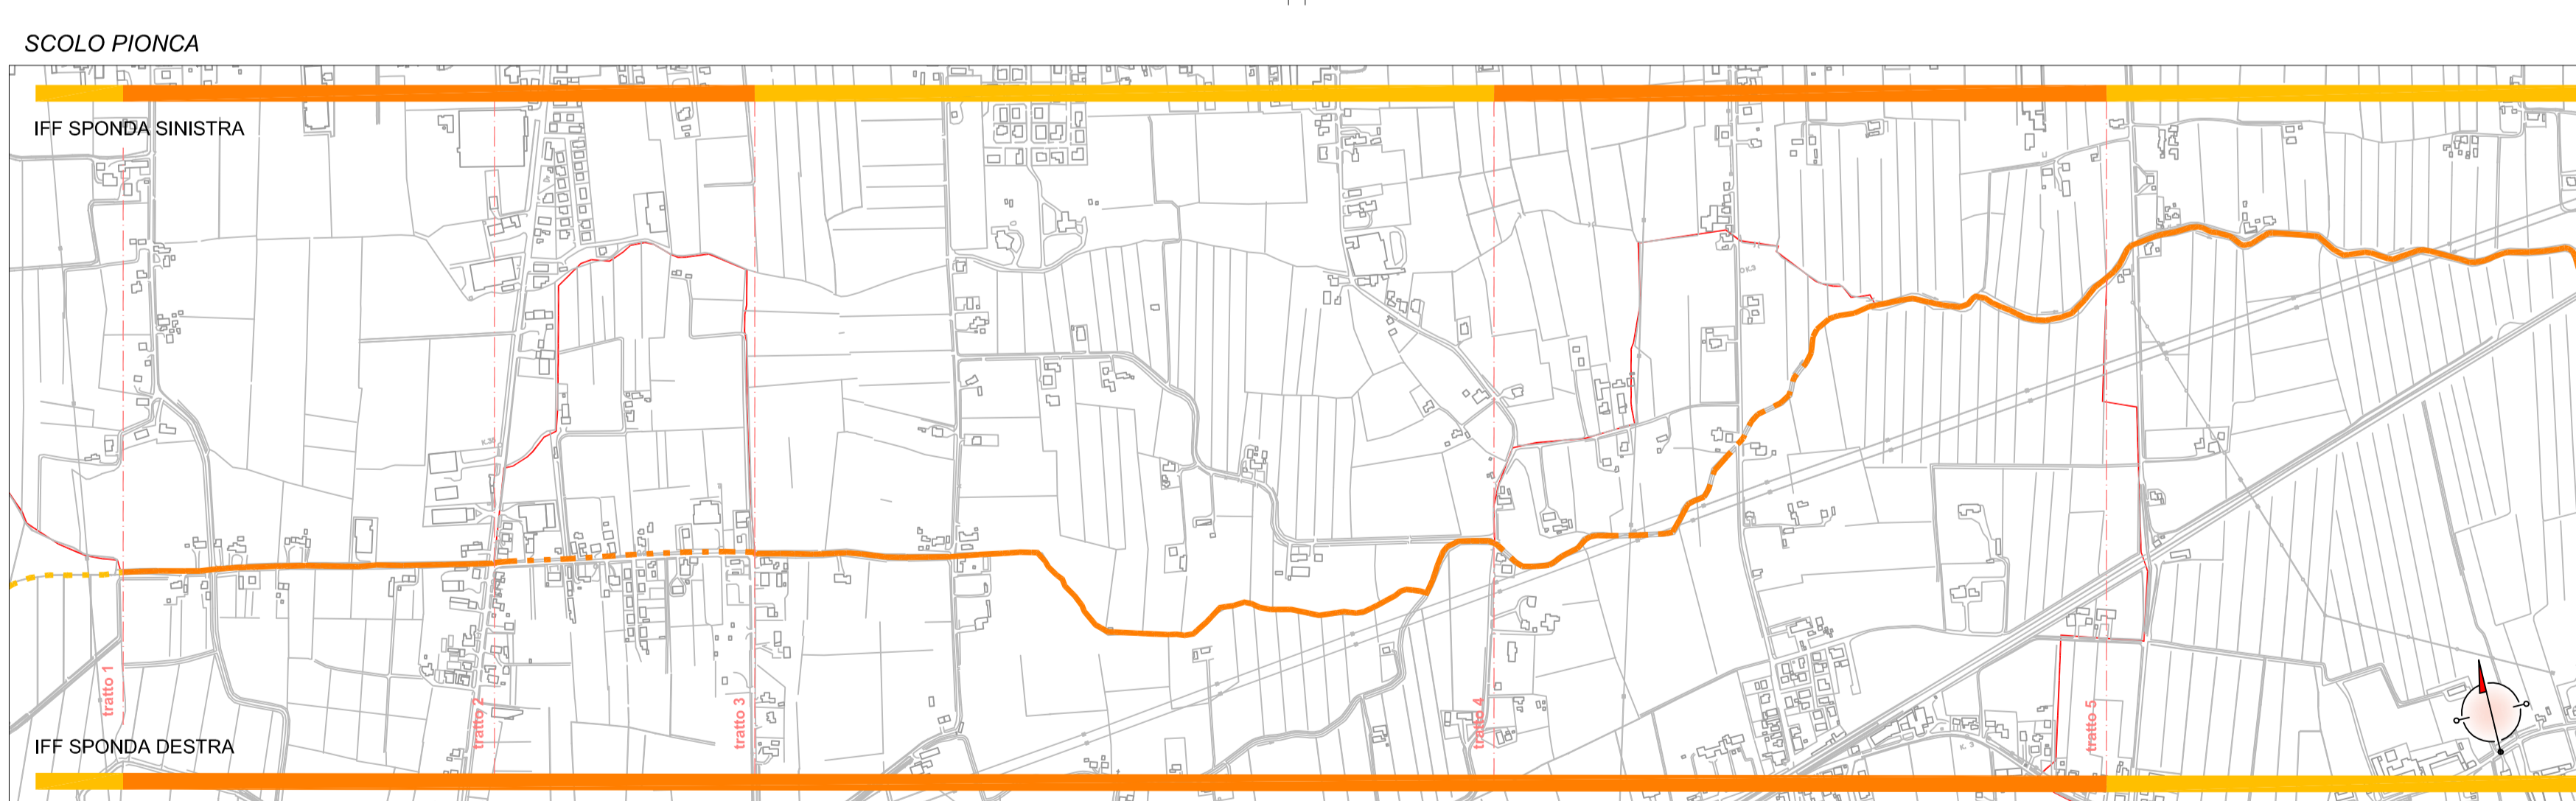 SCOLO PIONCA
IFF SPONDA SINISTRA
tratto 1
tratto 2
tratto 3
tratto 4
tratto 5
IFF SPONDA DESTRA